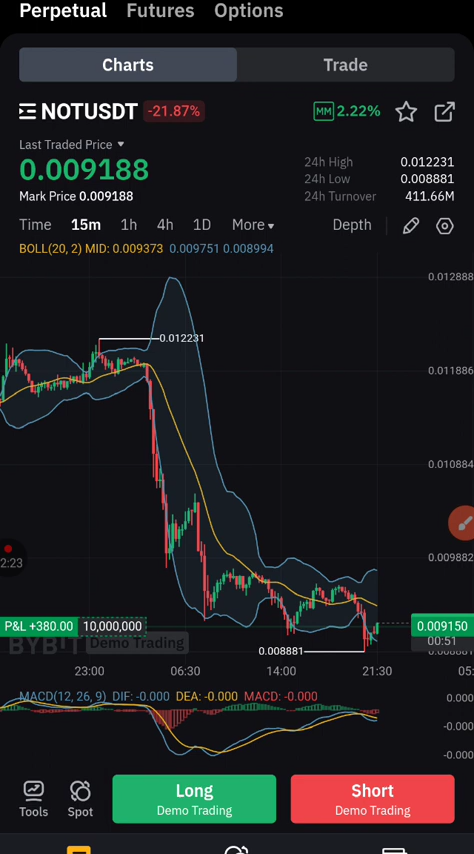 Perpetual Futures Options
Charts Trade
NOTUSDT -21.87% MM 2.22%
Last Traded Price
0.009188
Mark Price 0.009188
24h High 0.012231
24h Low 0.008881
24h Turnover 411.66M
Time 15m 1h 4h 1D More Depth
BOLL(20, 2) MID: 0.009373 0.009751 0.008994
0.012888
0.012231
0.011886
0.010884
0.009882
2:23
P&L +380.00 10,000,000 0.009150
00:51
BYBIT Demo Trading
0.008881
23:00 06:30 14:00 21:30 05:
MACD(12, 26, 9) DIF: -0.000 DEA: -0.000 MACD: -0.000
0.000
-0.000
-0.000
Tools Spot
Long
Demo Trading
Short
Demo Trading